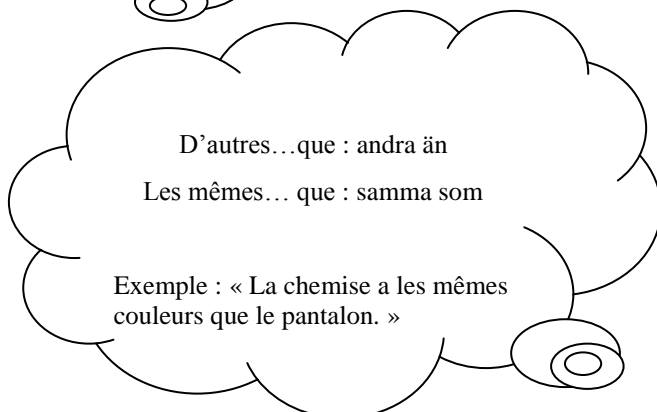 D’autres…que : andra än
Les mêmes… que : samma som
Exemple : « La chemise a les mêmes
couleurs que le pantalon. »